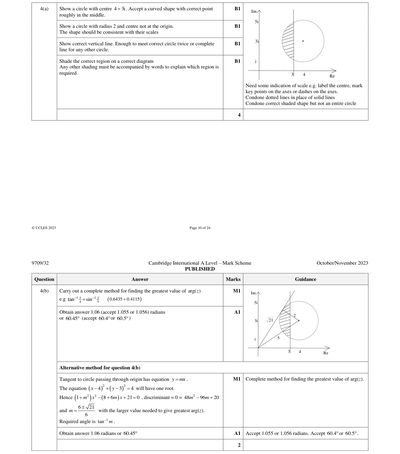 4(a)
Show a circle with centre 4 + 3i. Accept a curved shape with correct point
roughly in the middle.
B1
Show a circle with radius 2 and centre not at the origin.
The shape should be consistent with their scales
B1
Show correct vertical line. Enough to meet correct circle twice or complete
line for any other circle.
B1
Shade the correct region on a correct diagram
Any other shading must be accompanied by words to explain which region is
required
B1
Im
5i
3i
i
3 4
Re
Need some indication of scale e.g. label the centre, mark
key points on the axes or dashes on the axes.
Condone dotted lines in place of solid lines
Condone correct shaded shape but not an entire circle
4
© UCLES 2023
Page 10 of 24
9709/32
Cambridge International A Level – Mark Scheme
PUBLISHED
October/November 2023
Question Answer Marks Guidance
4(b)
Carry out a complete method for finding the greatest value of arg(z)
e.g. tan⁻¹ 3/4 + sin⁻¹ 2/5 (0.6435 + 0.4115)
M1
Obtain answer 1.06 (accept 1.055 or 1.056) radians
or 60.45° (accept 60.4° or 60.5°)
A1
Im
5i
i
√21
2
5
3 4
Re
Alternative method for question 4(b):
Tangent to circle passing through origin has equation y = mx.
The equation (x − 4)² + (y − 3)² = 4 will have one root.
Hence (1 + m²)x² − (8 + 6m)x + 21 = 0, discriminant = 0 ⇒ 48m² − 96m + 20
and m = (6 ± √21)/6 with the larger value needed to give greatest arg(z).
Required angle is tan⁻¹ m.
M1
Complete method for finding the greatest value of arg(z).
Obtain answer 1.06 radians or 60.45°
A1
Accept 1.055 or 1.056 radians. Accept 60.4° or 60.5°.
2